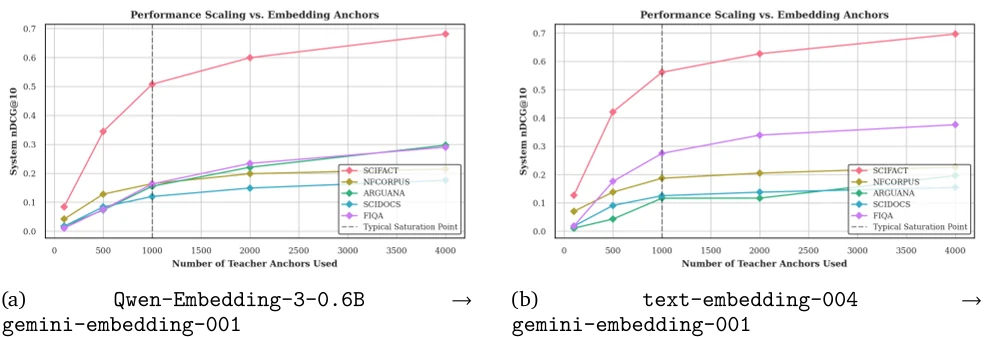 Performance Scaling vs. Embedding Anchors
System nDCG@10
0.7
0.6
0.5
0.4
0.3
0.2
0.1
0.0
0 500 1000 1500 2000 2500 3000 3500 4000
Number of Teacher Anchors Used
SCIFACT
NFCORPUS
ARGUANA
SCIDOCS
FIQA
Typical Saturation Point
(a) Qwen-Embedding-3-0.6B →
gemini-embedding-001
Performance Scaling vs. Embedding Anchors
System nDCG@10
0.7
0.6
0.5
0.4
0.3
0.2
0.1
0.0
0 500 1000 1500 2000 2500 3000 3500 4000
Number of Teacher Anchors Used
SCIFACT
NFCORPUS
ARGUANA
SCIDOCS
FIQA
Typical Saturation Point
(b) text-embedding-004 →
gemini-embedding-001